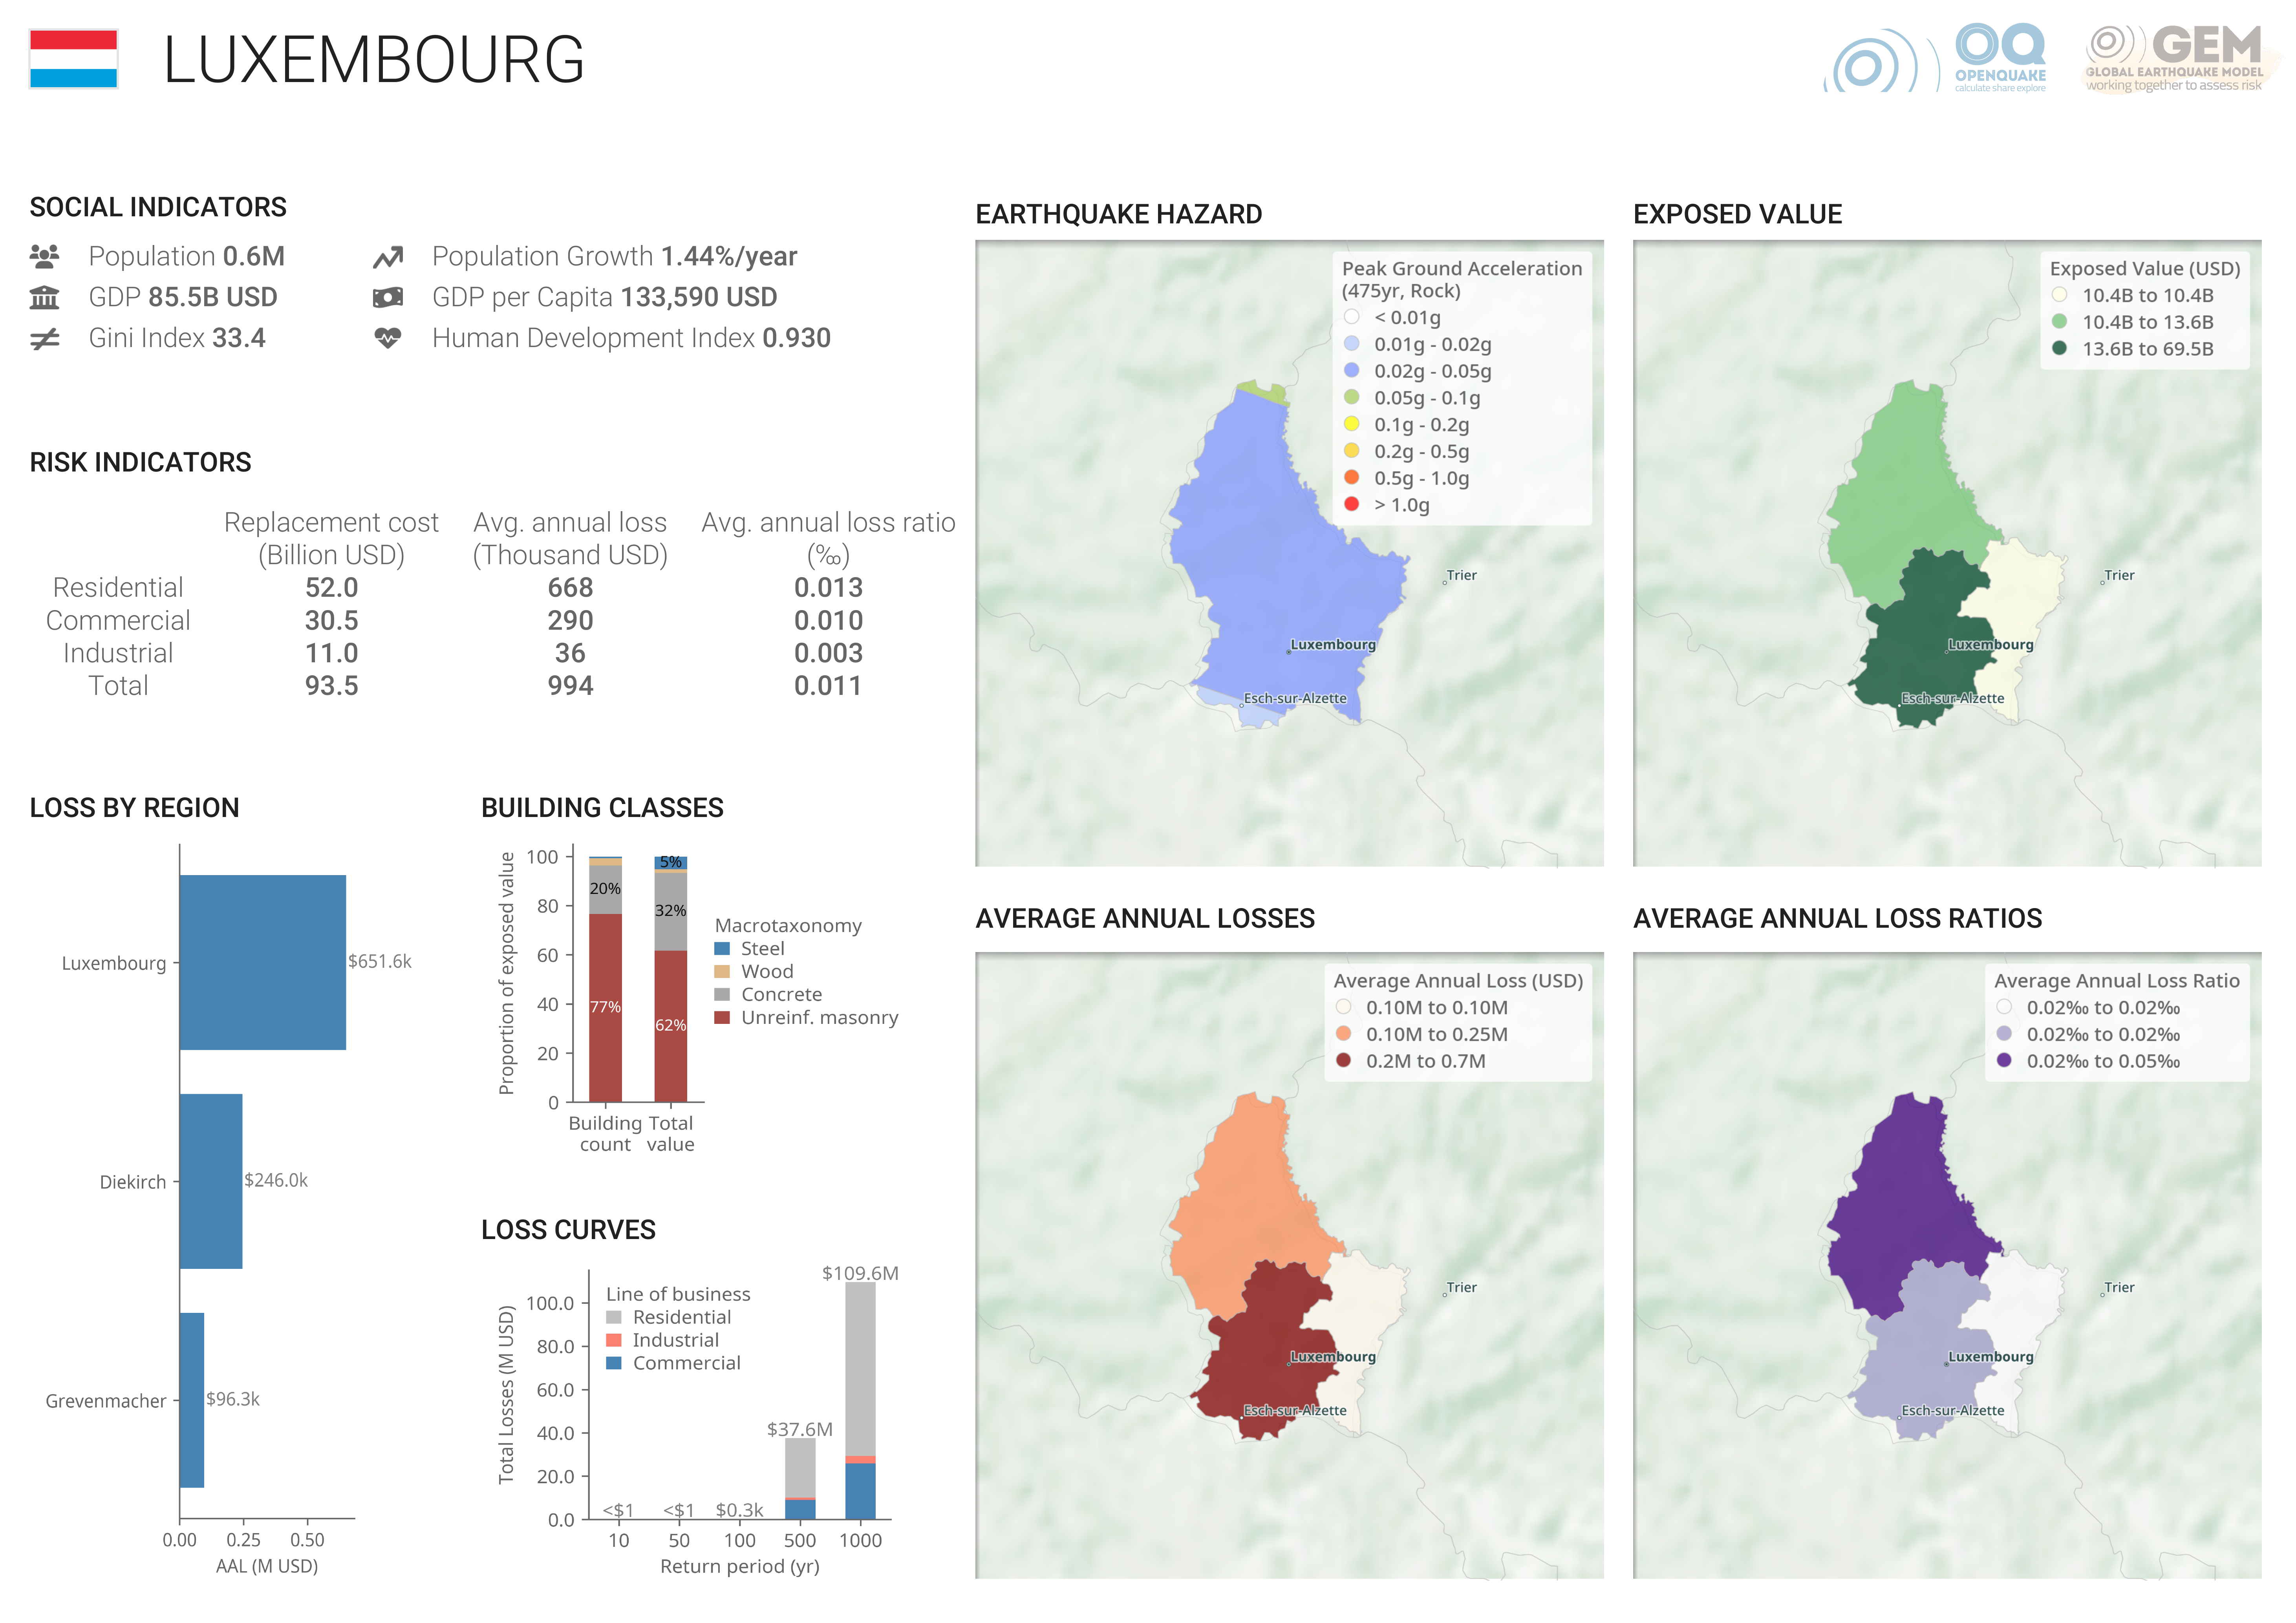 LUXEMBOURG
OQ
OPENQUAKE
calculate share explore
GEM
GLOBAL EARTHQUAKE MODEL
working together to assess risk
SOCIAL INDICATORS
Population 0.6M
Population Growth 1.44%/year
GDP 85.5B USD
GDP per Capita 133,590 USD
Gini Index 33.4
Human Development Index 0.930
RISK INDICATORS
Replacement cost Avg. annual loss Avg. annual loss ratio
(Billion USD) (Thousand USD) (‰)
Residential 52.0 668 0.013
Commercial 30.5 290 0.010
Industrial 11.0 36 0.003
Total 93.5 994 0.011
LOSS BY REGION
Luxembourg
$651.6k
Diekirch
$246.0k
Grevenmacher
$96.3k
0.00 0.25 0.50
AAL (M USD)
BUILDING CLASSES
Proportion of exposed value
100
80
60
40
20
0
20%
77%
5%
32%
62%
Building count
Total value
Macrotaxonomy
Steel
Wood
Concrete
Unreinf. masonry
LOSS CURVES
Total Losses (M USD)
100.0
80.0
60.0
40.0
20.0
0.0
Line of business
Residential
Industrial
Commercial
<$1
<$1
$0.3k
$37.6M
$109.6M
10 50 100 500 1000
Return period (yr)
EARTHQUAKE HAZARD
Peak Ground Acceleration
(475yr, Rock)
< 0.01g
0.01g - 0.02g
0.02g - 0.05g
0.05g - 0.1g
0.1g - 0.2g
0.2g - 0.5g
0.5g - 1.0g
> 1.0g
Trier
Luxembourg
Esch-sur-Alzette
EXPOSED VALUE
Exposed Value (USD)
10.4B to 10.4B
10.4B to 13.6B
13.6B to 69.5B
Trier
Luxembourg
Esch-sur-Alzette
AVERAGE ANNUAL LOSSES
Average Annual Loss (USD)
0.10M to 0.10M
0.10M to 0.25M
0.2M to 0.7M
Trier
Luxembourg
Esch-sur-Alzette
AVERAGE ANNUAL LOSS RATIOS
Average Annual Loss Ratio
0.02‰ to 0.02‰
0.02‰ to 0.02‰
0.02‰ to 0.05‰
Trier
Luxembourg
Esch-sur-Alzette